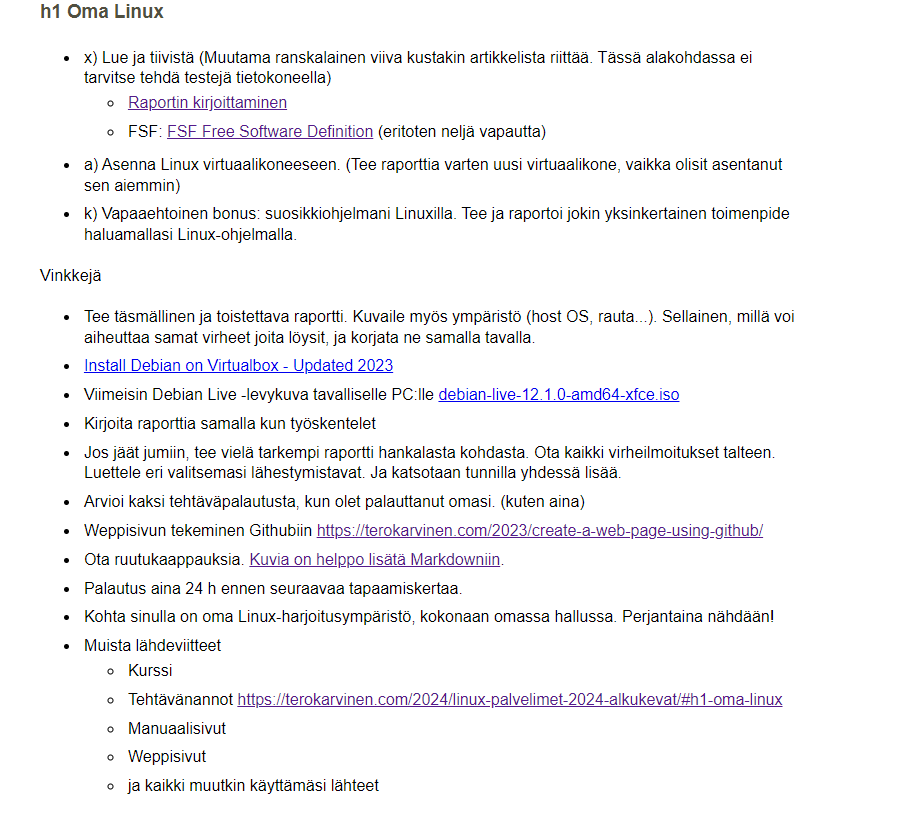 h1 Oma Linux
x) Lue ja tiivistä (Muutama ranskalainen viiva kustakin artikkelista riittää. Tässä alakohdassa ei
tarvitse tehdä testejä tietokoneella)
Raportin kirjoittaminen
FSF: FSF Free Software Definition (eritoten neljä vapautta)
a) Asenna Linux virtuaalikoneeseen. (Tee raporttia varten uusi virtuaalikone, vaikka olisit asentanut
sen aiemmin)
k) Vapaaehtoinen bonus: suosikkiohjelmani Linuxilla. Tee ja raportoi jokin yksinkertainen toimenpide
haluamallasi Linux-ohjelmalla.
Vinkkejä
Tee täsmällinen ja toistettava raportti. Kuvaile myös ympäristö (host OS, rauta...). Sellainen, millä voi
aiheuttaa samat virheet joita löysit, ja korjata ne samalla tavalla.
Install Debian on Virtualbox - Updated 2023
Viimeisin Debian Live -levykuva tavalliselle PC:lle debian-live-12.1.0-amd64-xfce.iso
Kirjoita raporttia samalla kun työskentelet
Jos jäät jumiin, tee vielä tarkempi raportti hankalasta kohdasta. Ota kaikki virheilmoitukset talteen.
Luettele eri valitsemasi lähestymistavat. Ja katsotaan tunnilla yhdessä lisää.
Arvioi kaksi tehtäväpalautusta, kun olet palauttanut omasi. (kuten aina)
Weppisivun tekeminen Githubiin https://terokarvinen.com/2023/create-a-web-page-using-github/
Ota ruutukaappauksia. Kuvia on helppo lisätä Markdowniin.
Palautus aina 24 h ennen seuraavaa tapaamiskertaa.
Kohta sinulla on oma Linux-harjoitusympäristö, kokonaan omassa hallussa. Perjantaina nähdään!
Muista lähdeviitteet
Kurssi
Tehtävänannot https://terokarvinen.com/2024/linux-palvelimet-2024-alkukevat/#h1-oma-linux
Manuaalisivut
Weppisivut
ja kaikki muutkin käyttämäsi lähteet